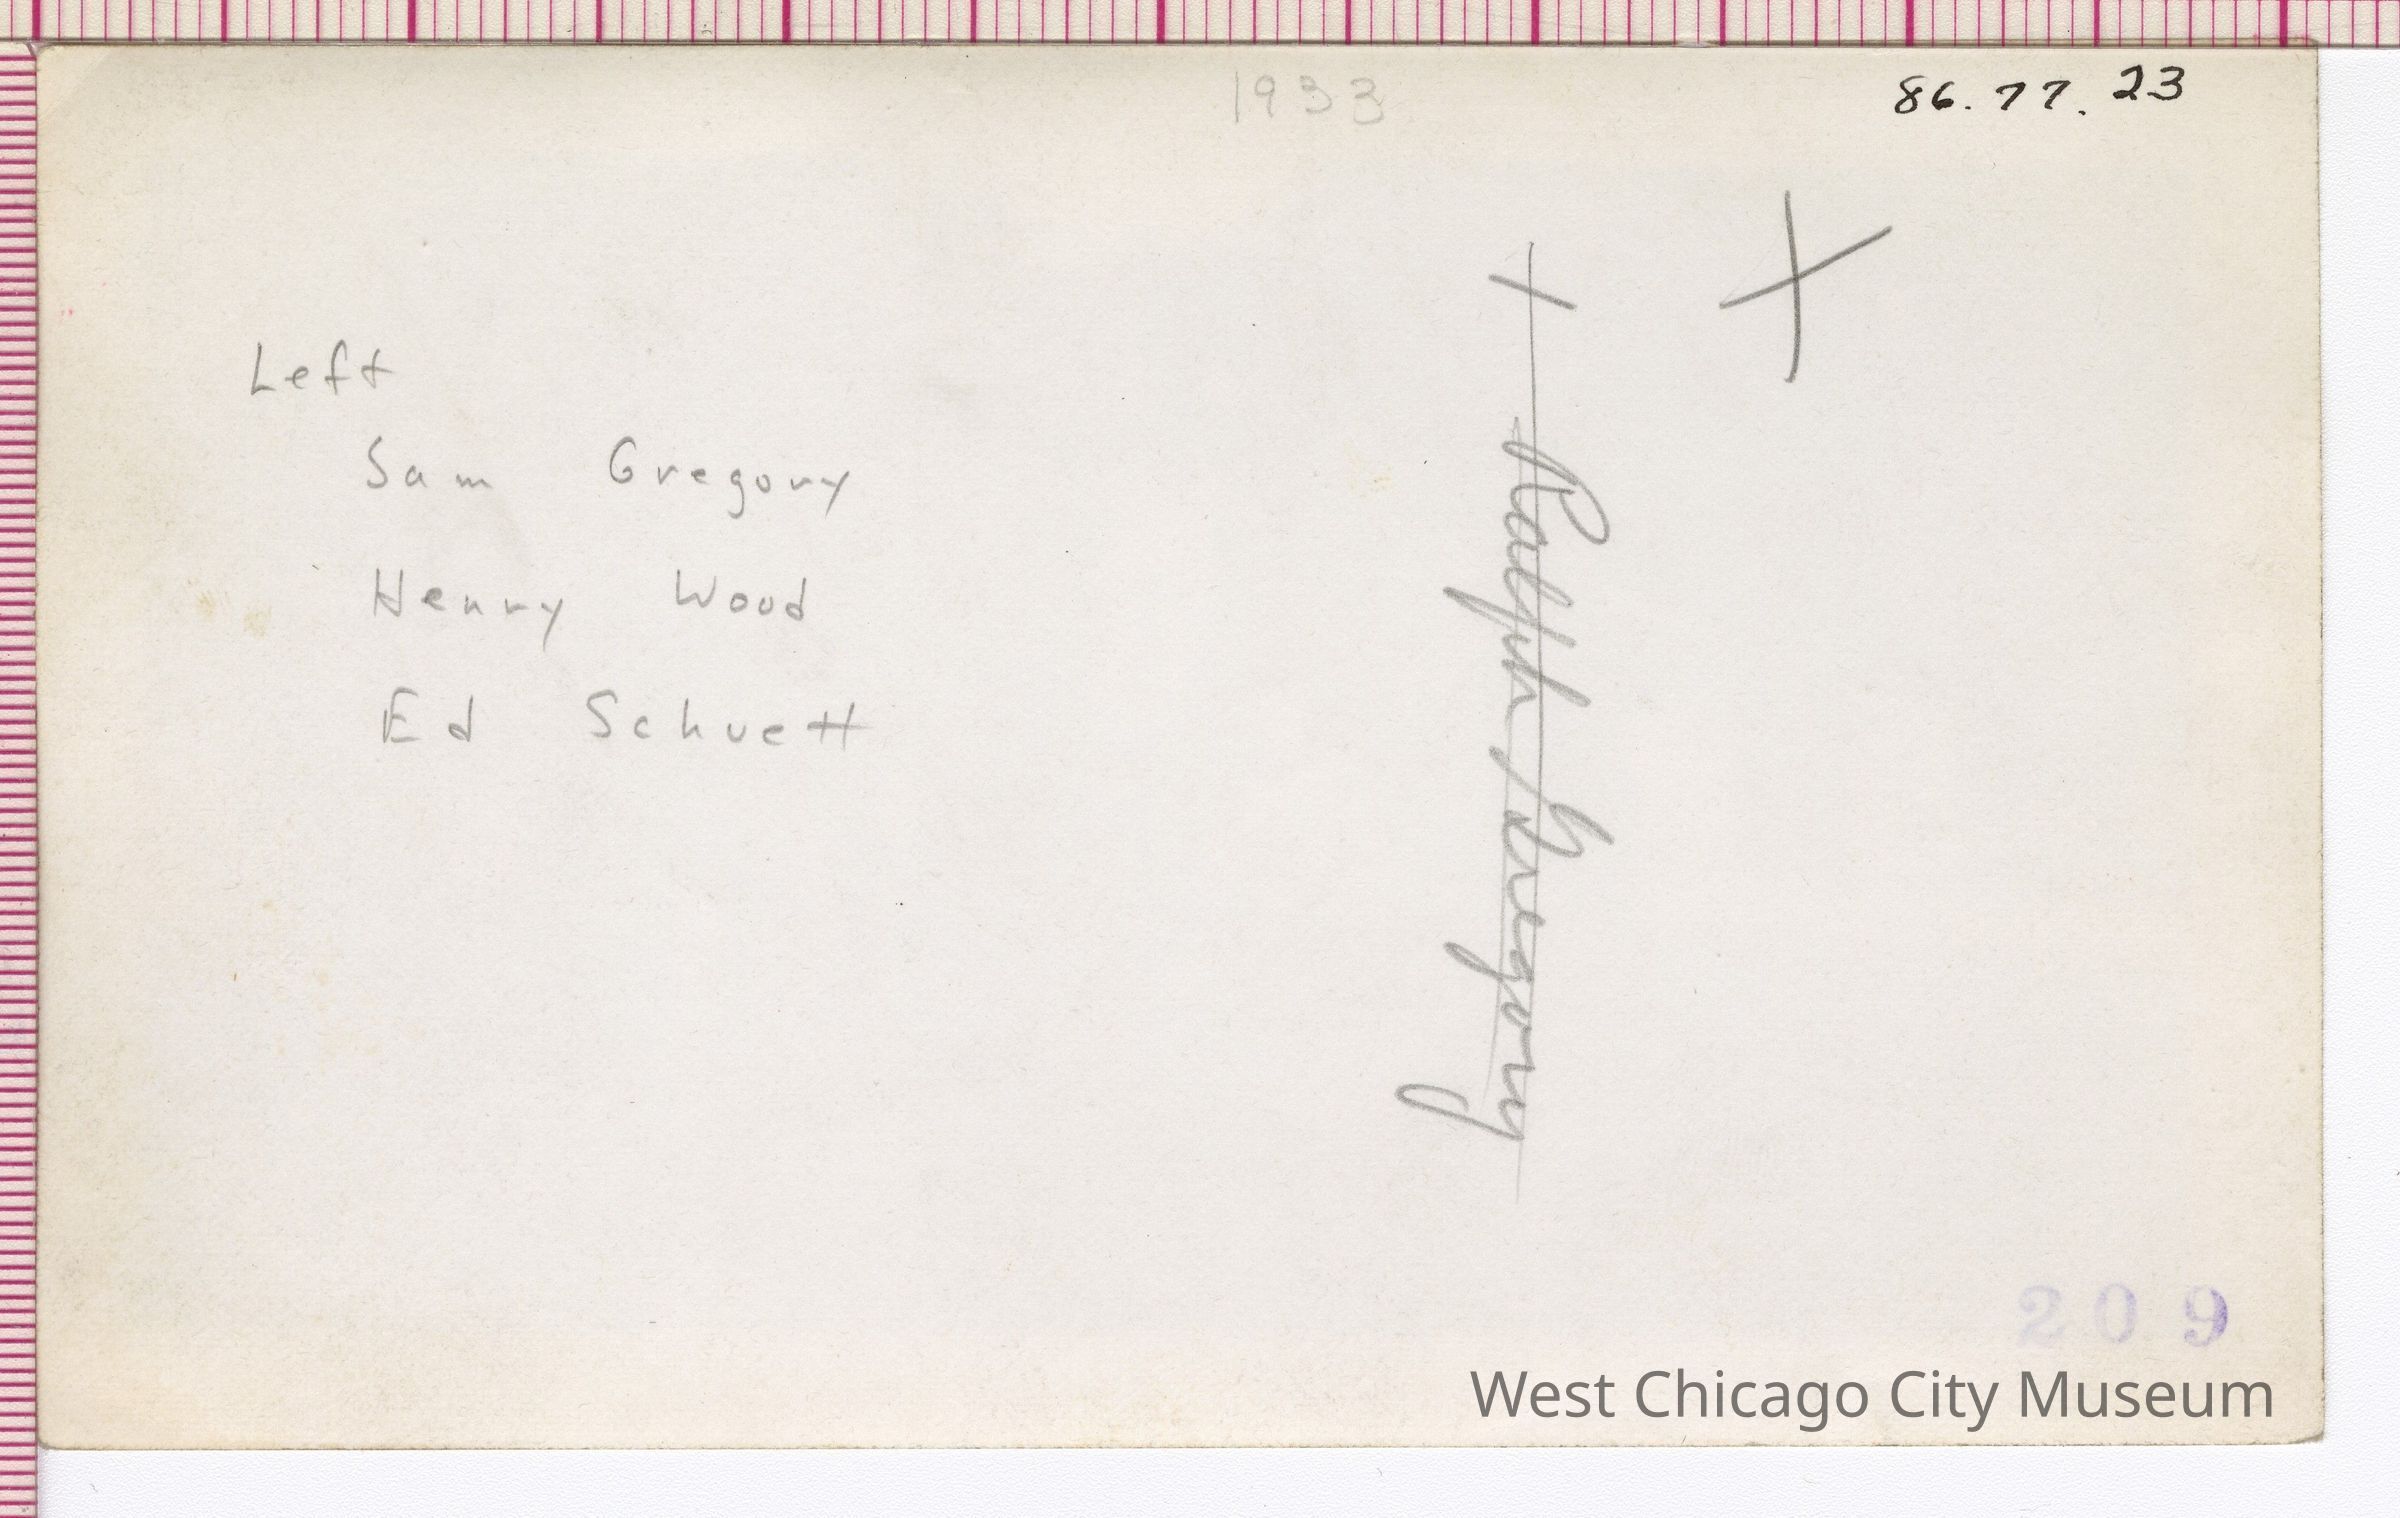 1933
86.77.23
Left
Sam Gregory
Henry Wood
Ed Schuett
Ralph Gregory
209
West Chicago City Museum